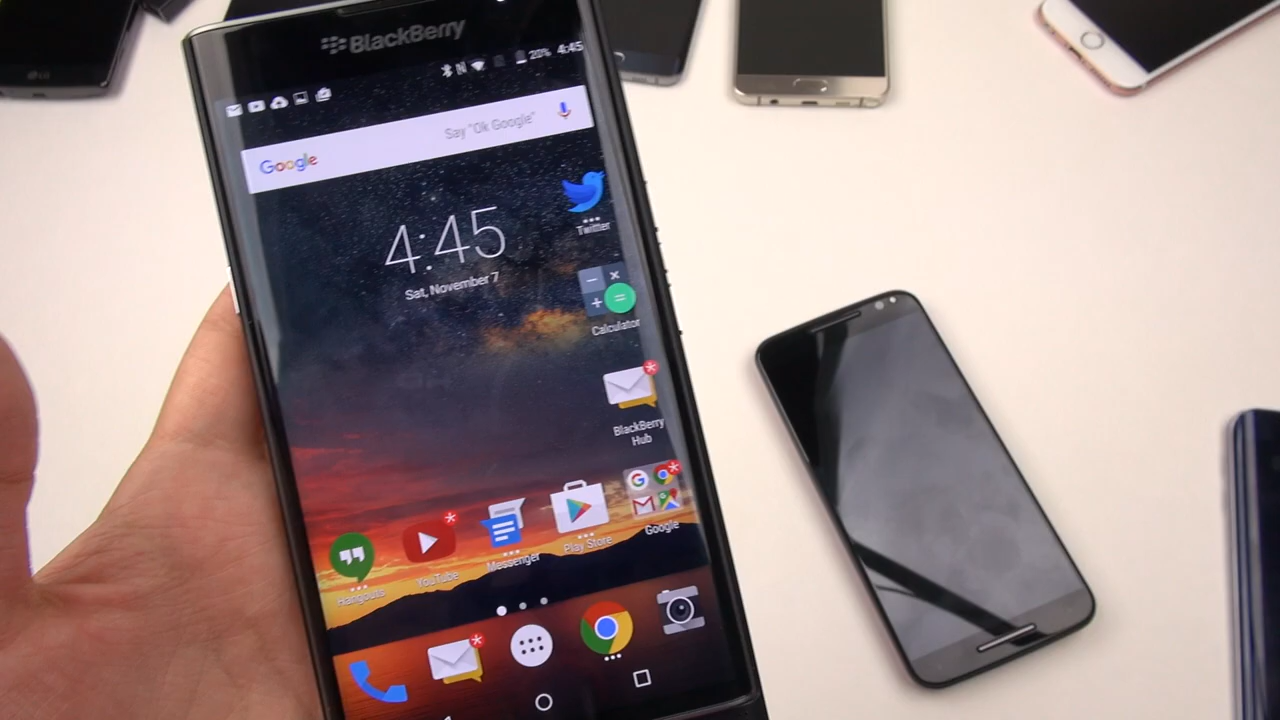 BlackBerry
20% 4:45
Google Say "Ok Google"
4:45
Sat, November 7
Twitter
Calculator
BlackBerry
Hub
Hangouts
YouTube
Messenger
Play Store
Google
LG